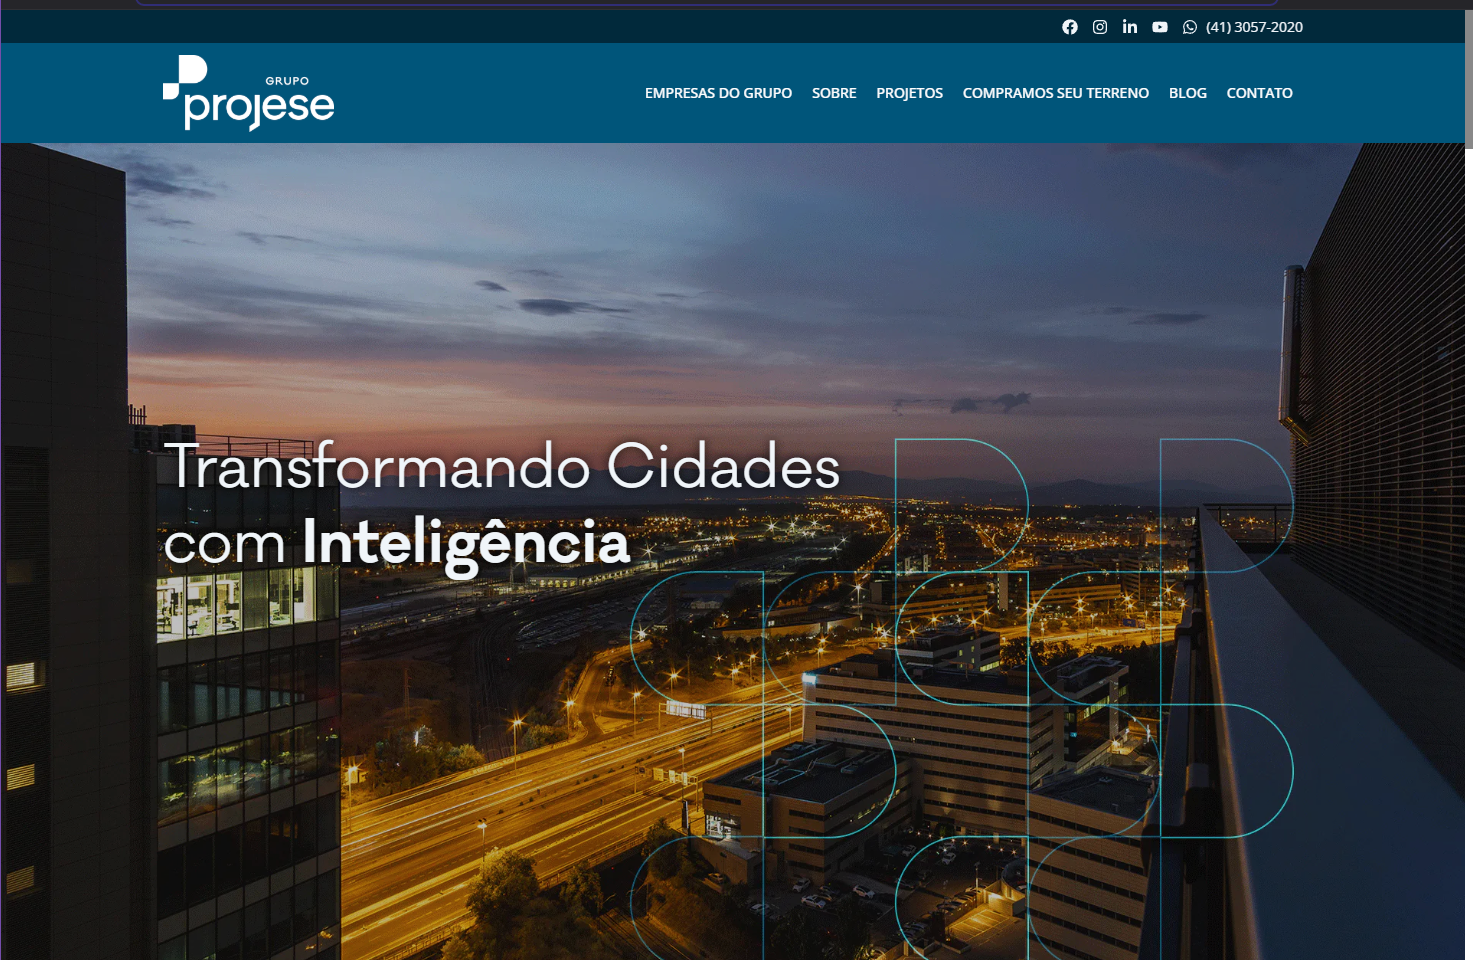 (41) 3057-2020
GRUPO
projese
EMPRESAS DO GRUPO SOBRE PROJETOS COMPRAMOS SEU TERRENO BLOG CONTATO
Transformando Cidades
com Inteligência